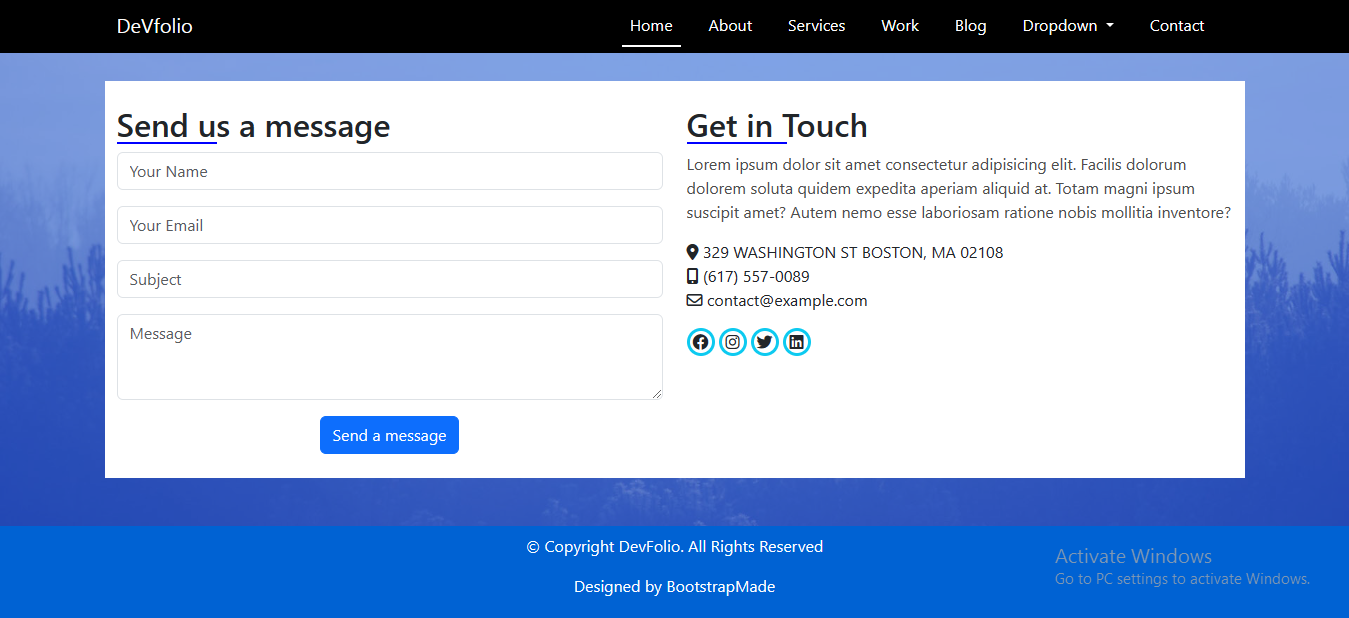 DeVfolio
Home About Services Work Blog Dropdown Contact
Send us a message
Your Name
Your Email
Subject
Message
Send a message
Get in Touch
Lorem ipsum dolor sit amet consectetur adipisicing elit. Facilis dolorum
dolorem soluta quidem expedita aperiam aliquid at. Totam magni ipsum
suscipit amet? Autem nemo esse laboriosam ratione nobis mollitia inventore?
329 WASHINGTON ST BOSTON, MA 02108
(617) 557-0089
contact@example.com
© Copyright DevFolio. All Rights Reserved
Designed by BootstrapMade
Activate Windows
Go to PC settings to activate Windows.